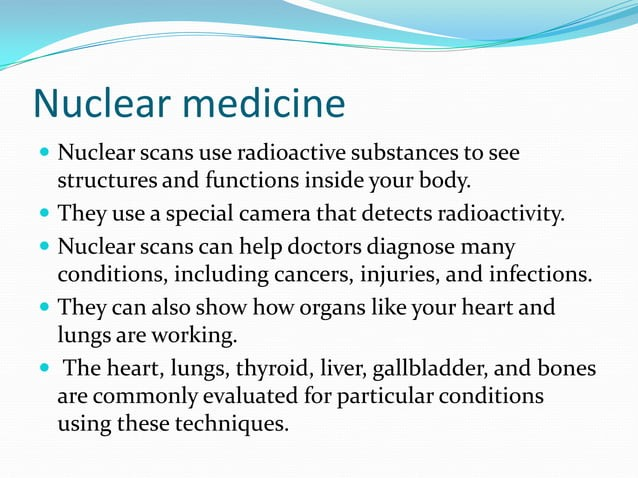 Nuclear medicine
• Nuclear scans use radioactive substances to see
structures and functions inside your body.
• They use a special camera that detects radioactivity.
• Nuclear scans can help doctors diagnose many
conditions, including cancers, injuries, and infections.
• They can also show how organs like your heart and
lungs are working.
• The heart, lungs, thyroid, liver, gallbladder, and bones
are commonly evaluated for particular conditions
using these techniques.